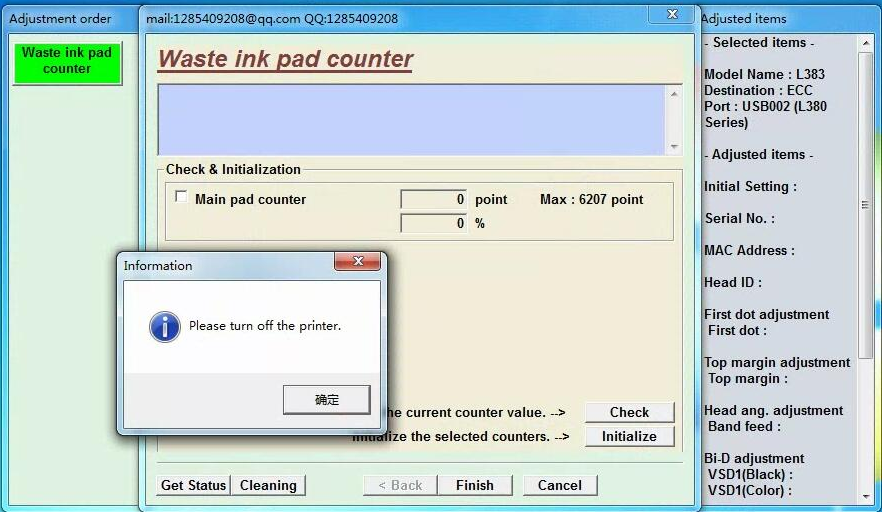 Adjustment order
Waste ink pad
counter
mail:1285409208@qq.com QQ:1285409208
Waste ink pad counter
Check & Initialization
Main pad counter
0 point
Max : 6207 point
0 %
Information
Please turn off the printer.
确定
he current counter value. -->
Check
Initialize the selected counters. -->
Initialize
Get Status
Cleaning
< Back
Finish
Cancel
Adjusted items
- Selected items -
Model Name : L383
Destination : ECC
Port : USB002 (L380
Series)
- Adjusted items -
Initial Setting :
Serial No. :
MAC Address :
Head ID :
First dot adjustment
First dot :
Top margin adjustment
Top margin :
Head ang. adjustment
Band feed :
Bi-D adjustment
VSD1(Black) :
VSD1(Color) :